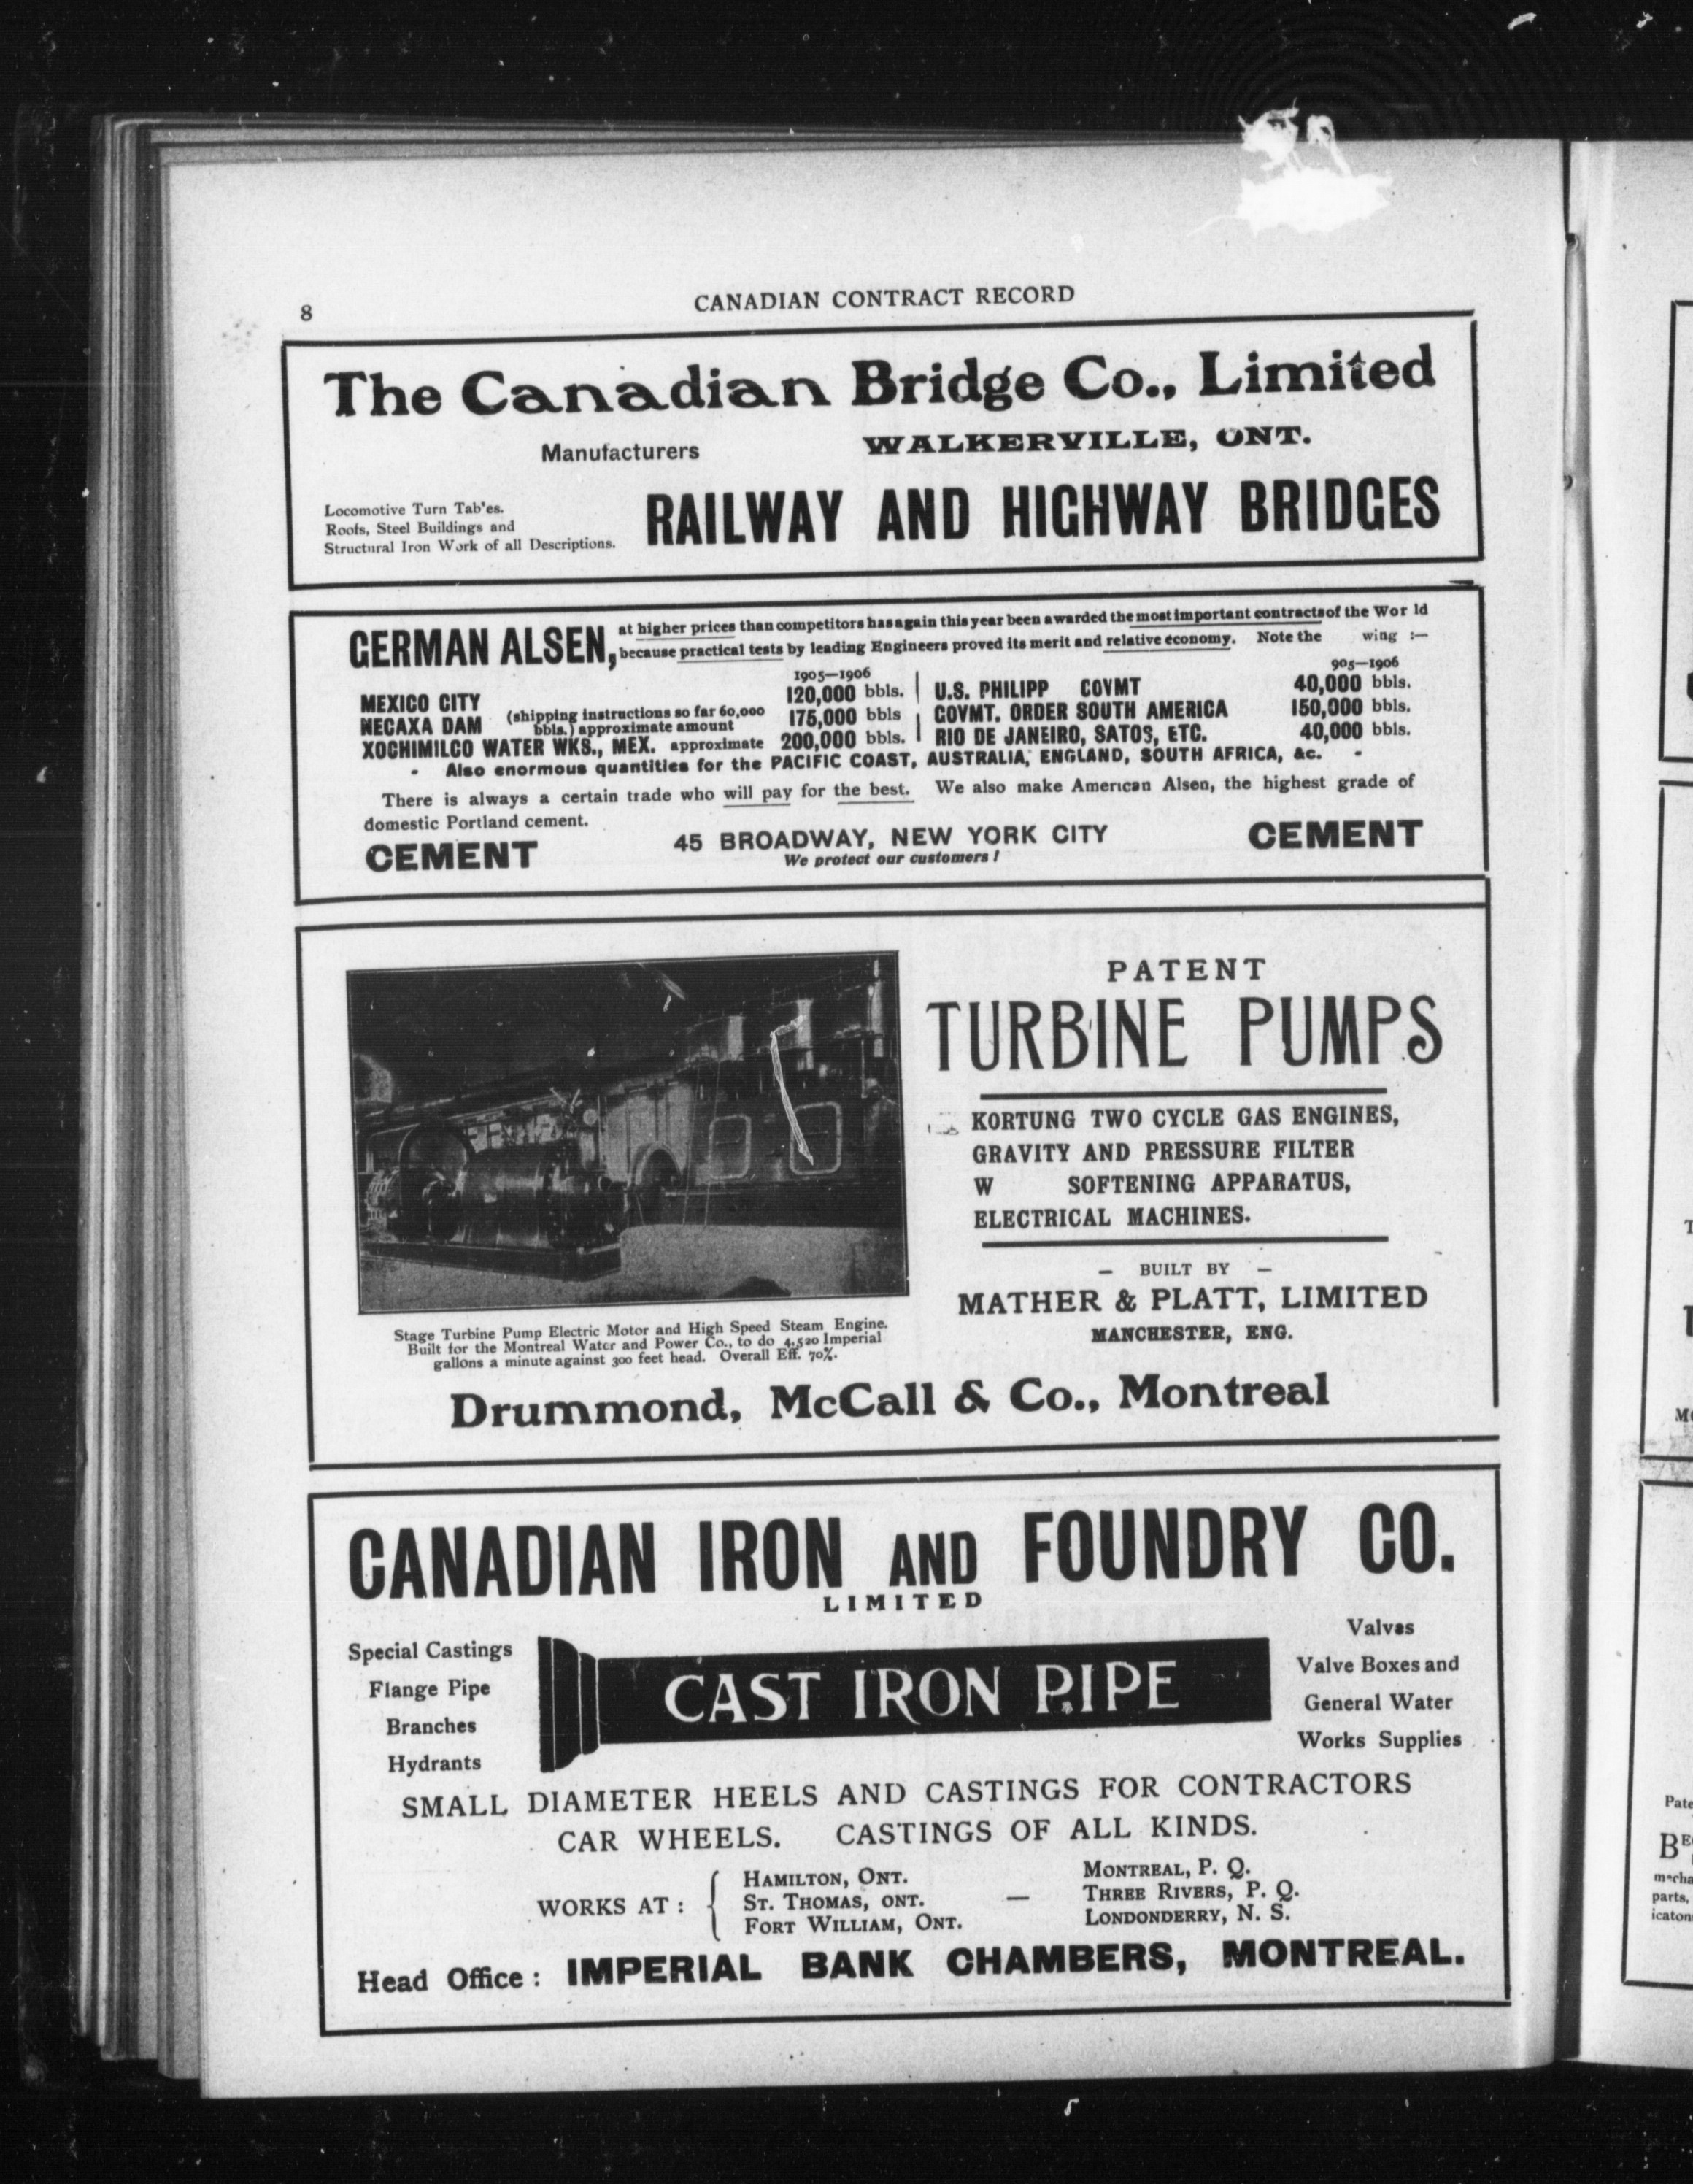 8
CANADIAN CONTRACT RECORD
The Canadian Bridge Co., Limited
Manufacturers WALKERVILLE, ONT.
Locomotive Turn Tab'es.
Roofs, Steel Buildings and
Structural Iron Work of all Descriptions.
RAILWAY AND HIGHWAY BRIDGES
GERMAN ALSEN, at higher prices than competitors has again this year been awarded the most important contracts of the Wor ld
because practical tests by leading Engineers proved its merit and relative economy. Note the wing :—
1905—1906 905—1906
MEXICO CITY 120,000 bbls. U.S. PHILIPP COVMT 40,000 bbls.
NECAXA DAM (shipping instructions so far 60,000 bbls.) approximate amount 175,000 bbls GOVMT. ORDER SOUTH AMERICA 150,000 bbls.
XOCHIMILCO WATER WKS., MEX. approximate 200,000 bbls. RIO DE JANEIRO, SATOS, ETC. 40,000 bbls.
Also enormous quantities for the PACIFIC COAST, AUSTRALIA, ENGLAND, SOUTH AFRICA, &c.
There is always a certain trade who will pay for the best. We also make American Alsen, the highest grade of
domestic Portland cement.
CEMENT 45 BROADWAY, NEW YORK CITY CEMENT
We protect our customers !
PATENT
TURBINE PUMPS
KORTUNG TWO CYCLE GAS ENGINES,
GRAVITY AND PRESSURE FILTER
W SOFTENING APPARATUS,
ELECTRICAL MACHINES.
— BUILT BY —
MATHER & PLATT, LIMITED
MANCHESTER, ENG.
Stage Turbine Pump Electric Motor and High Speed Steam Engine.
Built for the Montreal Water and Power Co., to do 4,520 Imperial
gallons a minute against 300 feet head. Overall Eff. 70%.
Drummond, McCall & Co., Montreal
CANADIAN IRON AND FOUNDRY CO.
LIMITED
Special Castings
Flange Pipe
Branches
Hydrants
CAST IRON PIPE
Valves
Valve Boxes and
General Water
Works Supplies
SMALL DIAMETER HEELS AND CASTINGS FOR CONTRACTORS
CAR WHEELS. CASTINGS OF ALL KINDS.
WORKS AT :
HAMILTON, ONT.
ST. THOMAS, ONT.
FORT WILLIAM, ONT.
—
MONTREAL, P. Q.
THREE RIVERS, P. Q.
LONDONDERRY, N. S.
Head Office : IMPERIAL BANK CHAMBERS, MONTREAL.